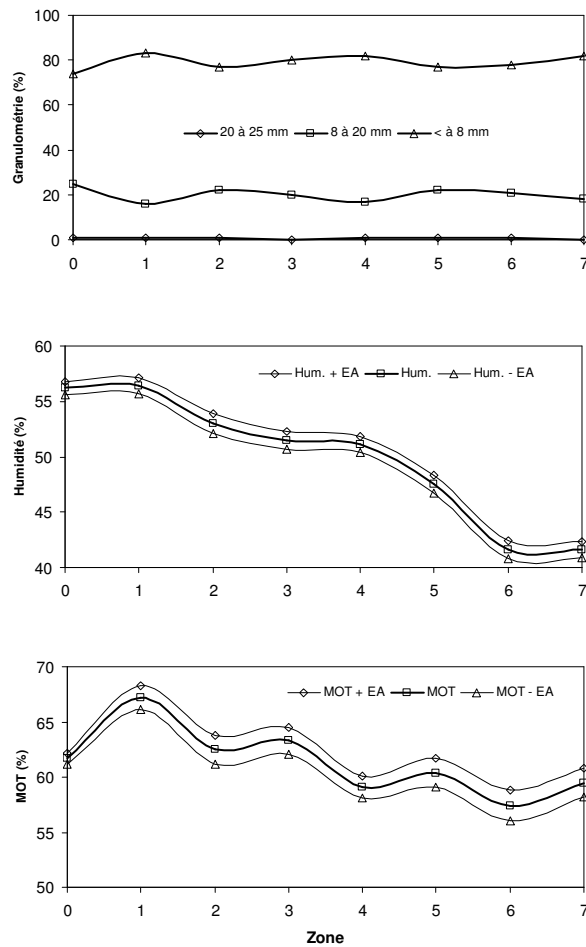 100
80
60
40
20
0
Granulométrie (%)
20 à 25 mm 8 à 20 mm < à 8 mm
0 1 2 3 4 5 6 7
60
55
50
45
40
Humidité (%)
Hum. + EA Hum. Hum. - EA
0 1 2 3 4 5 6 7
70
65
60
55
50
MOT (%)
MOT + EA MOT MOT - EA
0 1 2 3 4 5 6 7
Zone